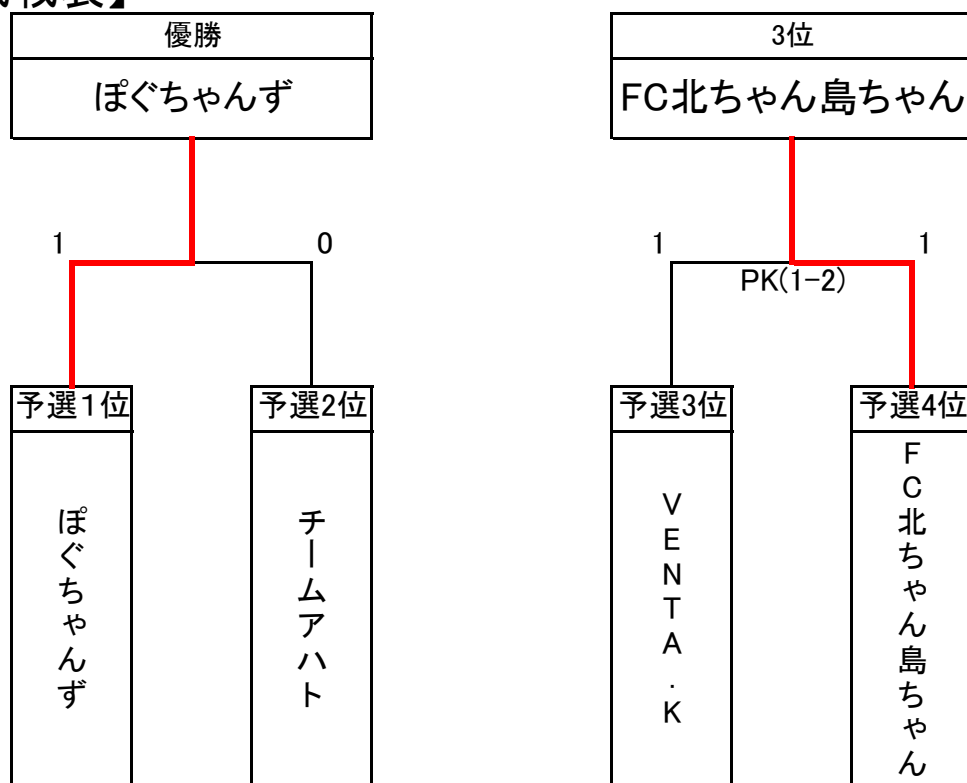 優勝
ぽぐちゃんず
3位
FC北ちゃん島ちゃん
1
0
1
1
PK(1-2)
予選1位
予選2位
予選3位
予選4位
ぽぐちゃんず
チームアハト
VENTA.K
FC北ちゃん島ちゃん